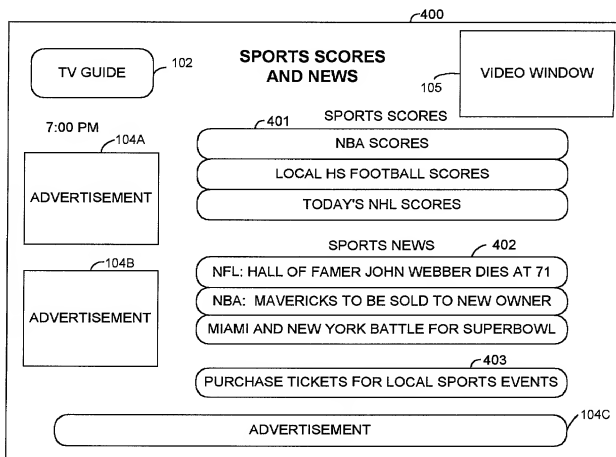 400
TV GUIDE
102
SPORTS SCORES
AND NEWS
105
VIDEO WINDOW
7:00 PM
104A
ADVERTISEMENT
SPORTS SCORES
401
NBA SCORES
LOCAL HS FOOTBALL SCORES
TODAY'S NHL SCORES
104B
ADVERTISEMENT
SPORTS NEWS
402
NFL: HALL OF FAMER JOHN WEBBER DIES AT 71
NBA: MAVERICKS TO BE SOLD TO NEW OWNER
MIAMI AND NEW YORK BATTLE FOR SUPERBOWL
403
PURCHASE TICKETS FOR LOCAL SPORTS EVENTS
104C
ADVERTISEMENT